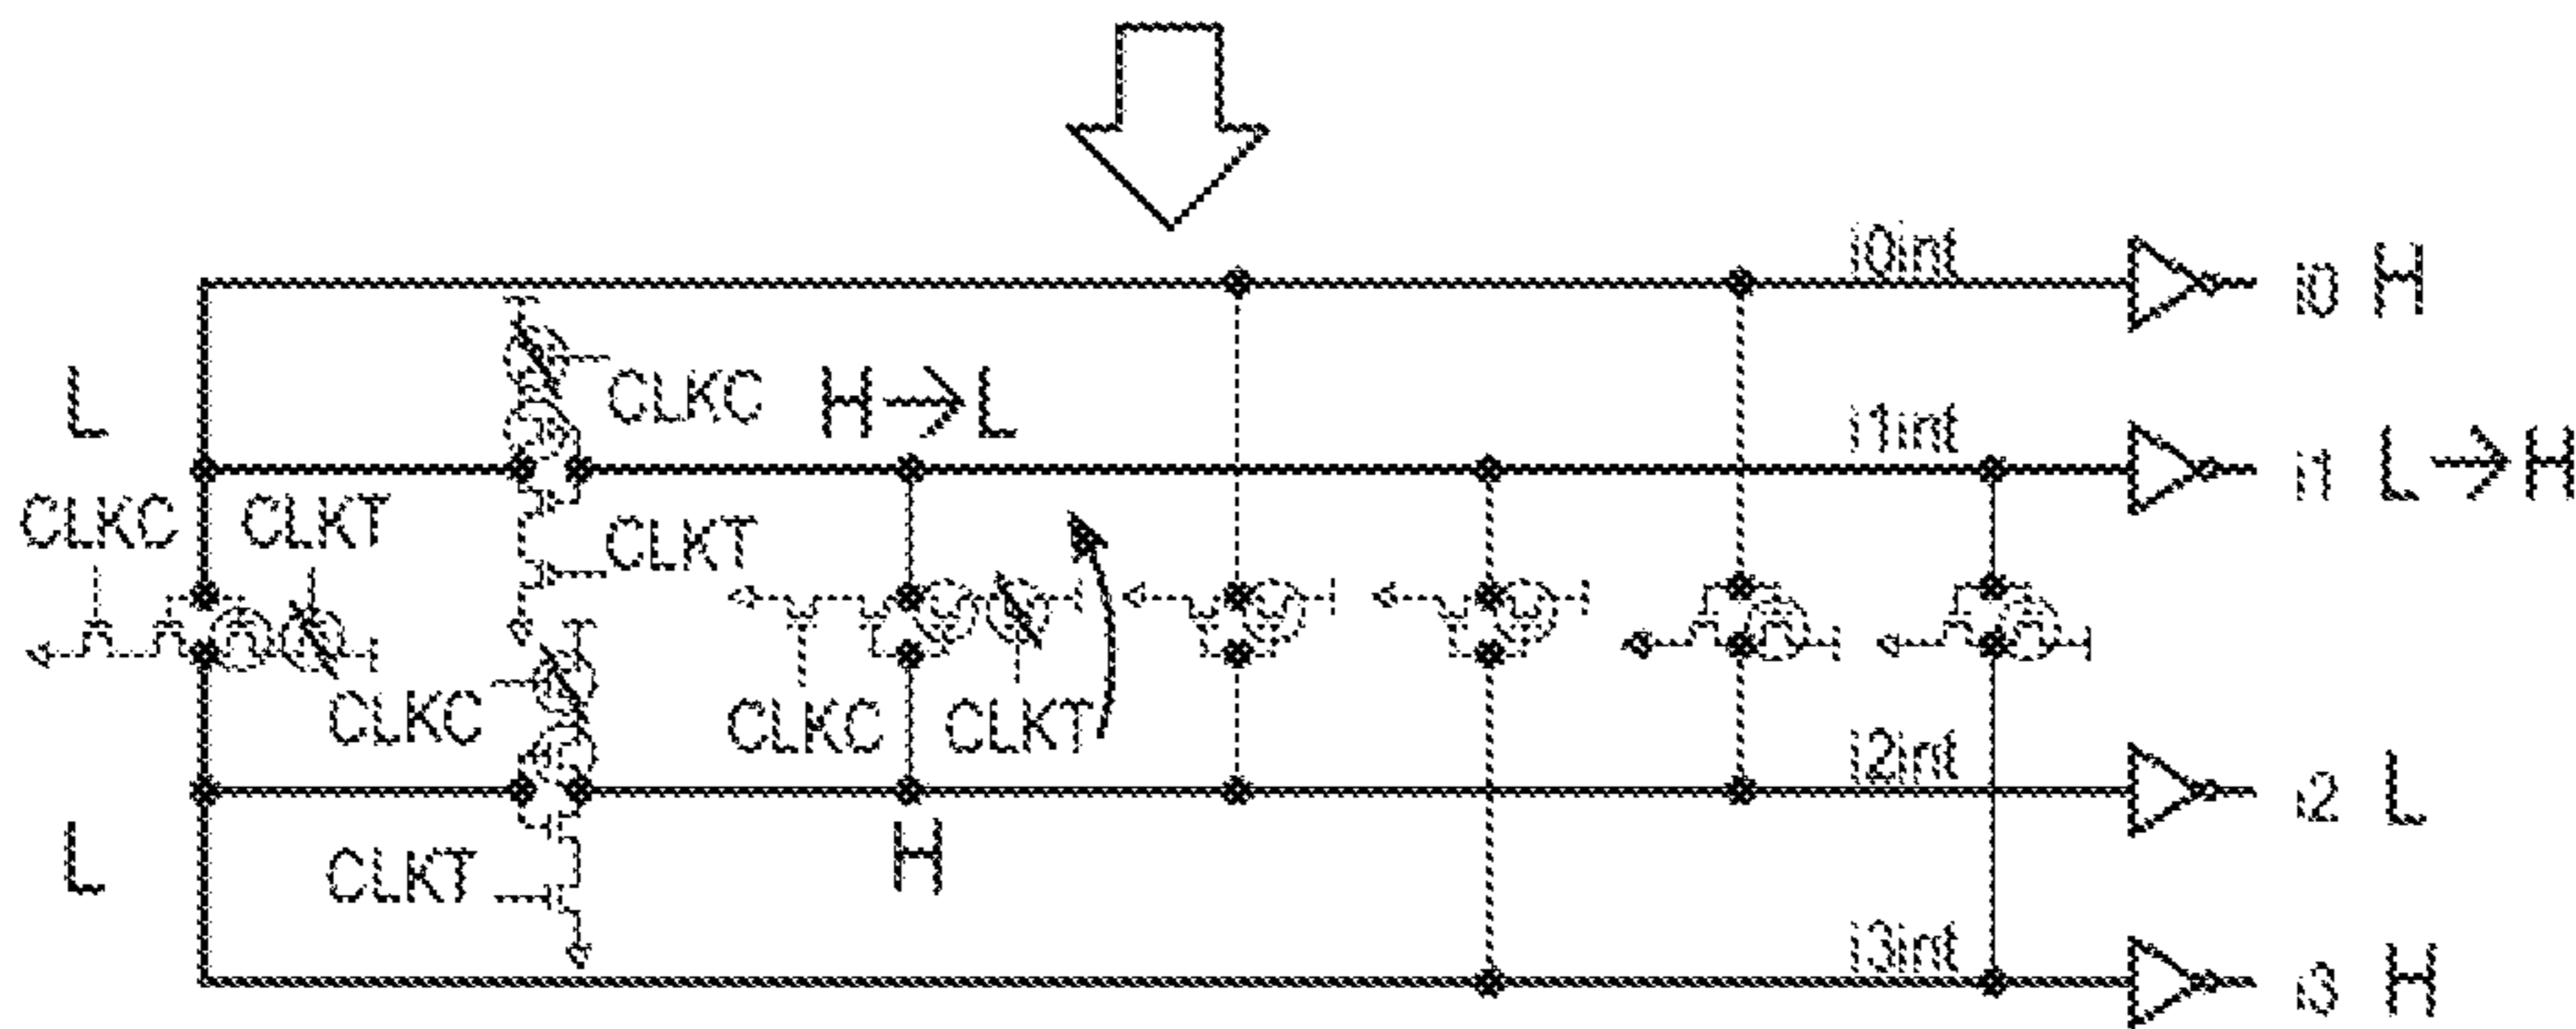 i0int
i0 H
L
CLKC
H→L
i1int
i1 L→H
CLKC
CLKT
CLKT
CLKC
CLKC
CLKT
i2int
i2 L
L
CLKT
H
i3int
i3 H